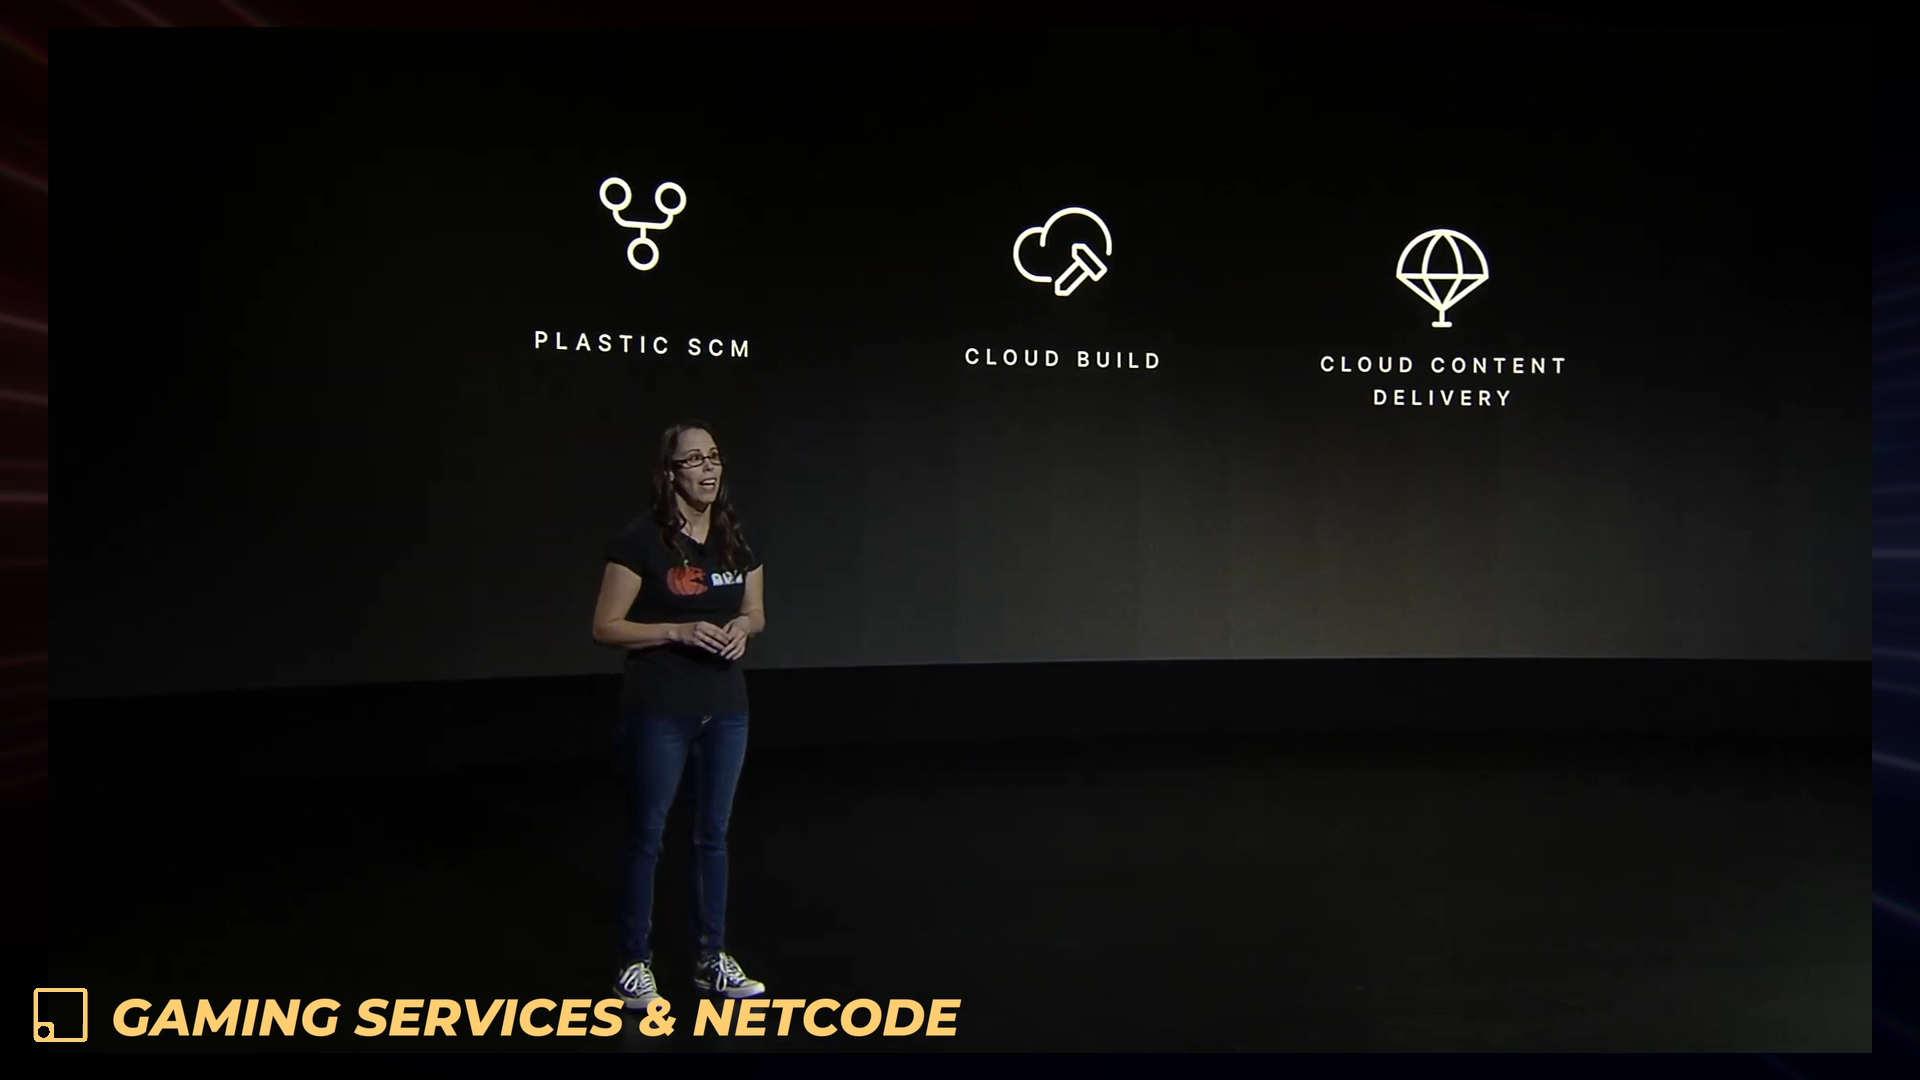 PLASTIC SCM
CLOUD BUILD
CLOUD CONTENT
DELIVERY
GAMING SERVICES & NETCODE